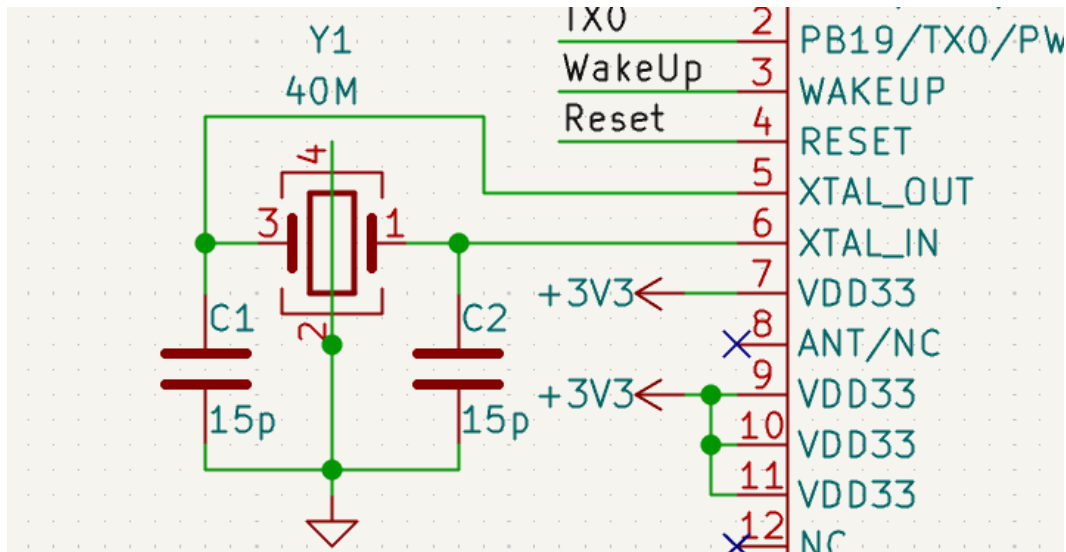 Y1
40M
4
3
1
2
C1
15p
C2
15p
TX0
2
PB19/TX0/PW
WakeUp
3
WAKEUP
Reset
4
RESET
5
XTAL_OUT
6
XTAL_IN
+3V3
7
VDD33
8
ANT/NC
+3V3
9
VDD33
10
VDD33
11
VDD33
12
NC